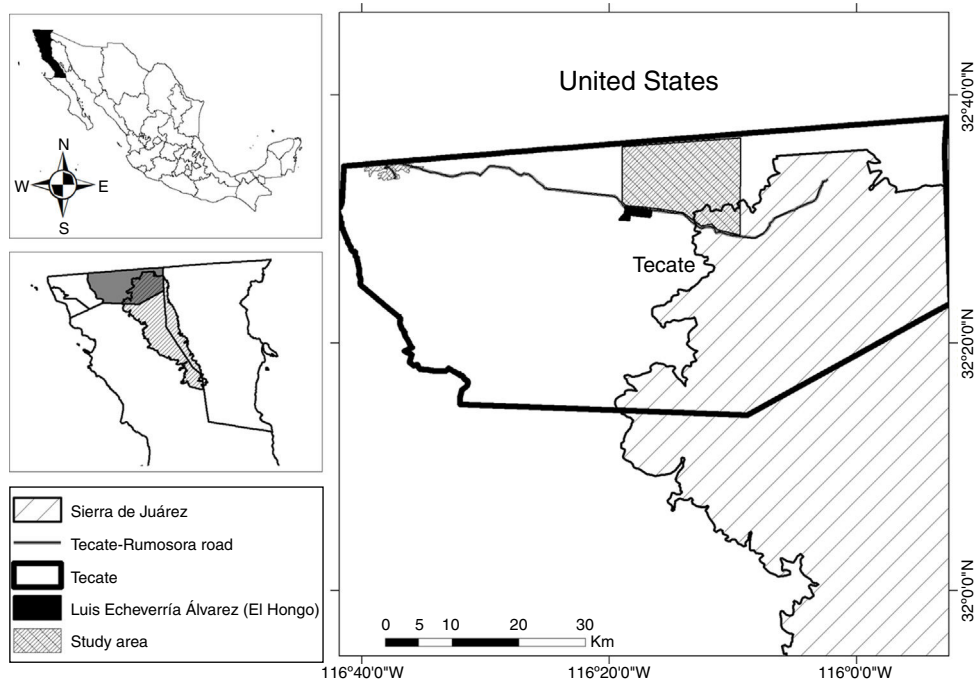 N
W
E
S
Sierra de Juárez
Tecate-Rumosora road
Tecate
Luis Echeverría Álvarez (El Hongo)
Study area
United States
Tecate
0 5 10 20 30
Km
116°40'0"W 116°20'0"W 116°0'0"W
32°40'0"N
32°20'0"N
32°0'0"N